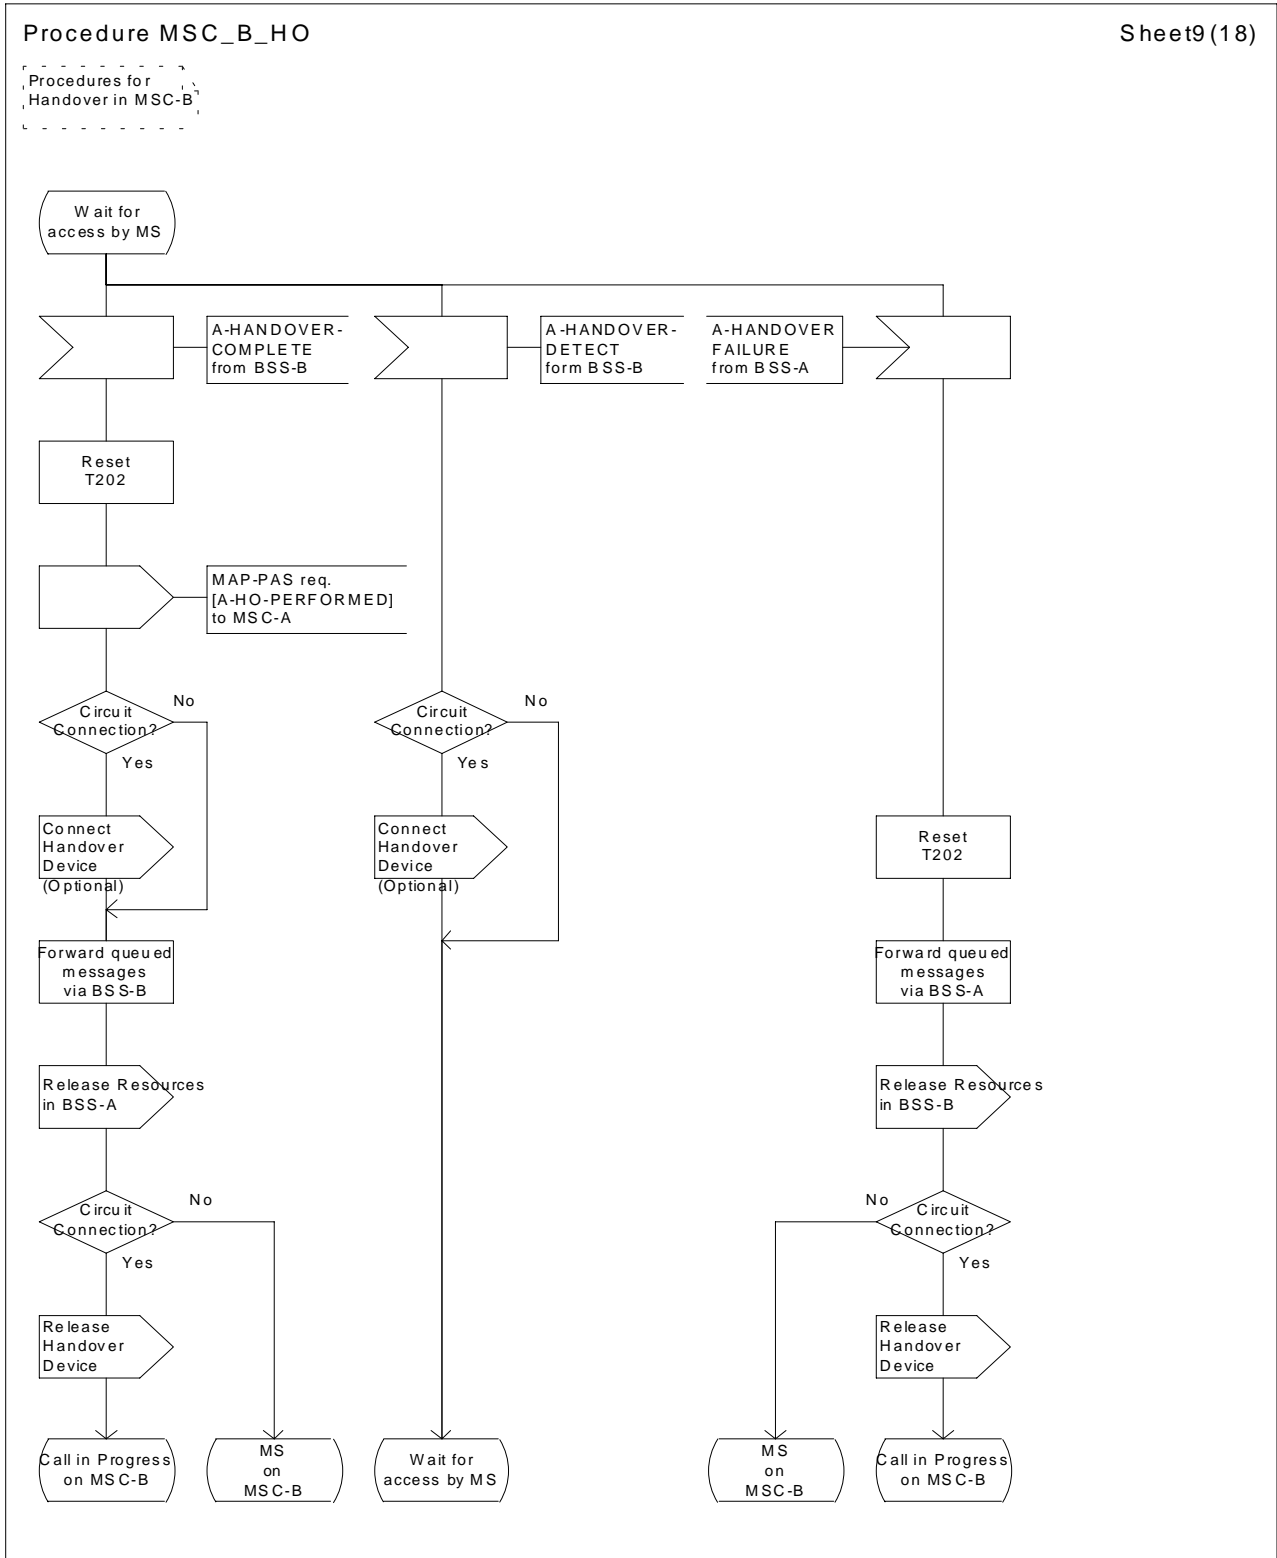 Procedure MSC_B_HO
Sheet9(18)
Procedures for
Handover in MSC-B
Wait for
access by MS
A-HANDOVER-
COMPLETE
from BSS-B
A-HANDOVER-
DETECT
form BSS-B
A-HANDOVER
FAILURE
from BSS-A
Reset
T202
MAP-PAS req.
[A-HO-PERFORMED]
to MSC-A
No
Circuit
Connection?
Yes
No
Circuit
Connection?
Yes
Connect
Handover
Device
(Optional)
Connect
Handover
Device
(Optional)
Reset
T202
Forward queued
messages
via BSS-B
Forward queued
messages
via BSS-A
Release Resources
in BSS-A
Release Resources
in BSS-B
No
Circuit
Connection?
Yes
No
Circuit
Connection?
Yes
Release
Handover
Device
Release
Handover
Device
Call in Progress
on MSC-B
MS
on
MSC-B
Wait for
access by MS
MS
on
MSC-B
Call in Progress
on MSC-B